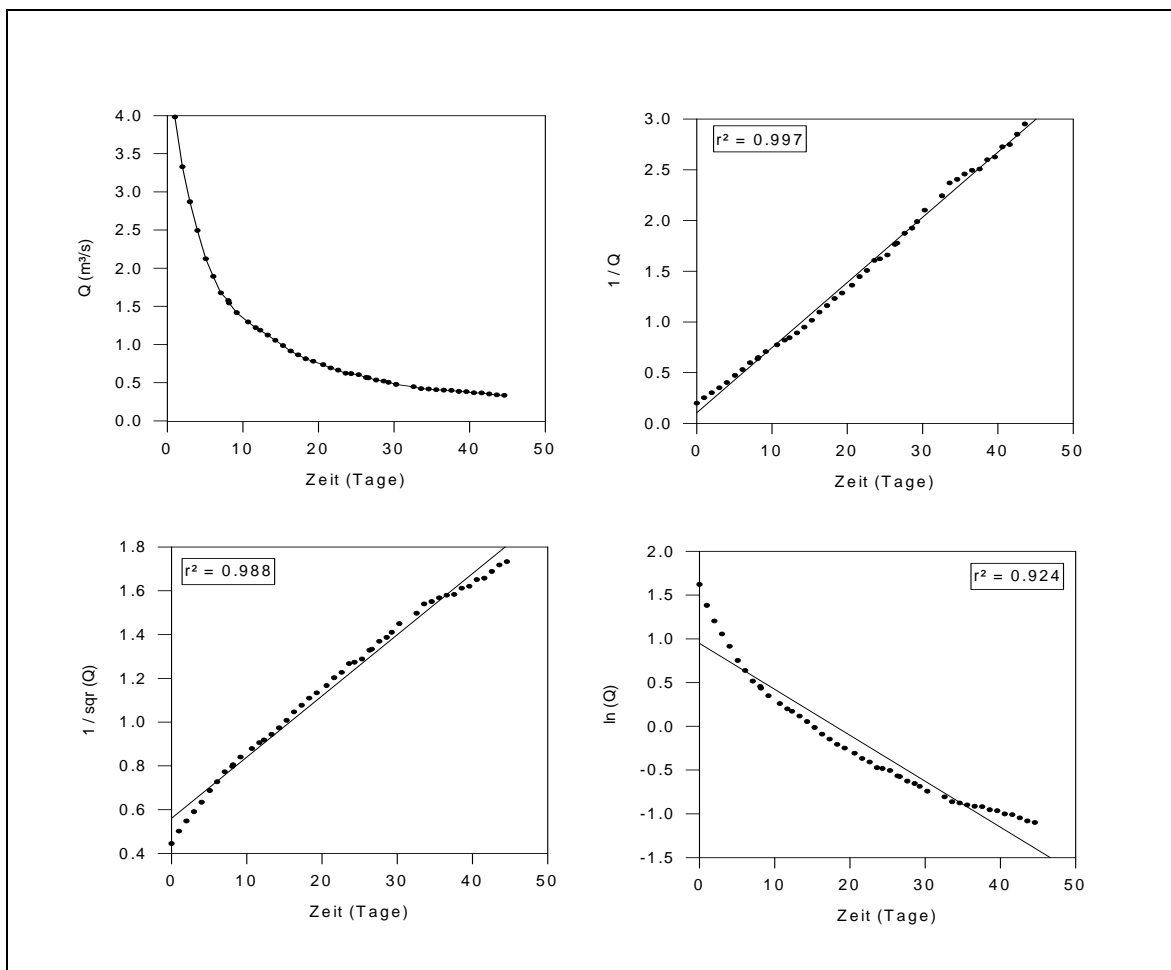 4.0
3.5
3.0
2.5
2.0
1.5
1.0
0.5
0.0
Q (m³/s)
0 10 20 30 40 50
Zeit (Tage)
r² = 0.997
3.0
2.5
2.0
1.5
1.0
0.5
0.0
1 / Q
0 10 20 30 40 50
Zeit (Tage)
r² = 0.988
1.8
1.6
1.4
1.2
1.0
0.8
0.6
0.4
1 / sqr (Q)
0 10 20 30 40 50
Zeit (Tage)
r² = 0.924
2.0
1.5
1.0
0.5
0.0
-0.5
-1.0
-1.5
ln (Q)
0 10 20 30 40 50
Zeit (Tage)